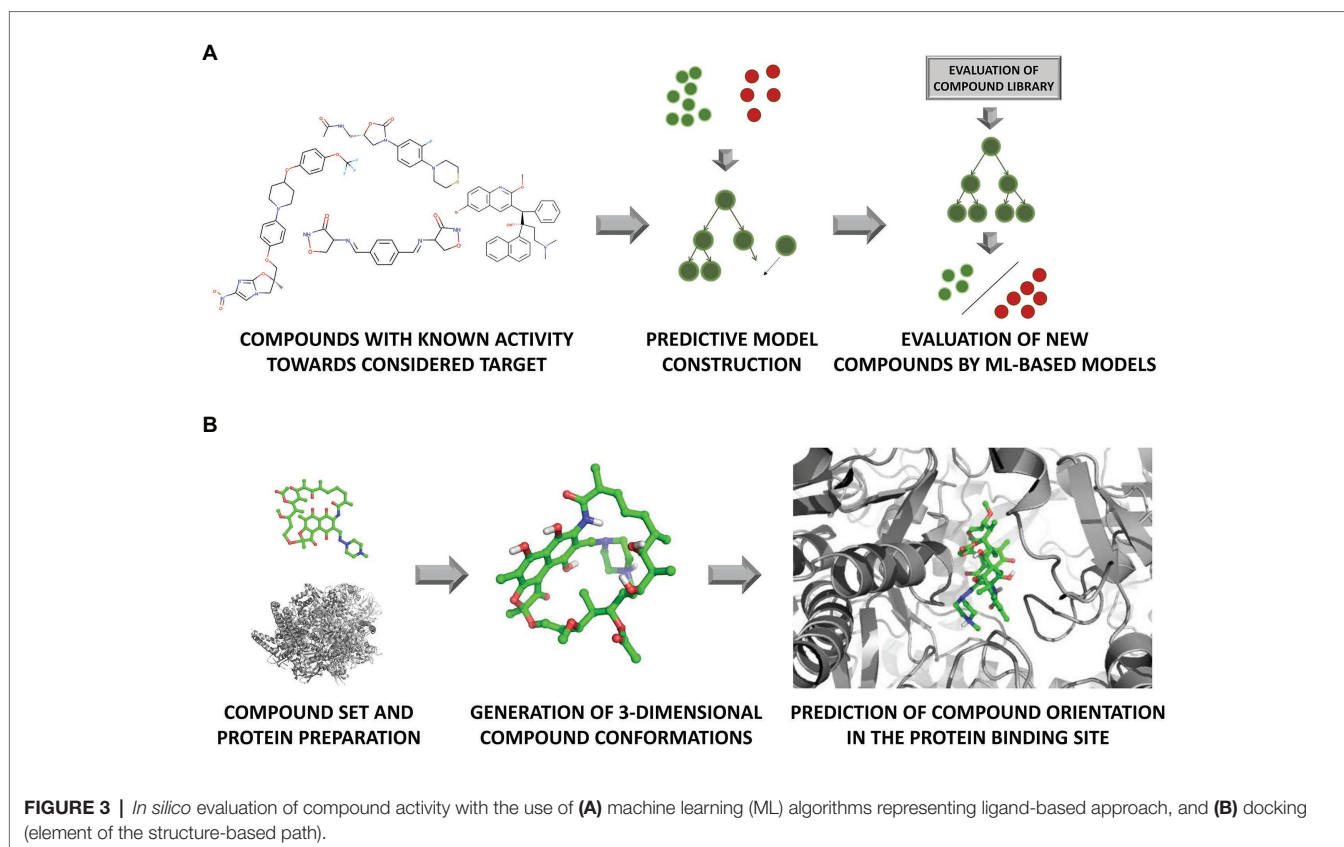 A
EVALUATION OF
COMPOUND LIBRARY
COMPOUNDS WITH KNOWN ACTIVITY
TOWARDS CONSIDERED TARGET
PREDICTIVE MODEL
CONSTRUCTION
EVALUATION OF NEW
COMPOUNDS BY ML-BASED MODELS
B
COMPOUND SET AND
PROTEIN PREPARATION
GENERATION OF 3-DIMENSIONAL
COMPOUND CONFORMATIONS
PREDICTION OF COMPOUND ORIENTATION
IN THE PROTEIN BINDING SITE
FIGURE 3 | In silico evaluation of compound activity with the use of (A) machine learning (ML) algorithms representing ligand-based approach, and (B) docking
(element of the structure-based path).